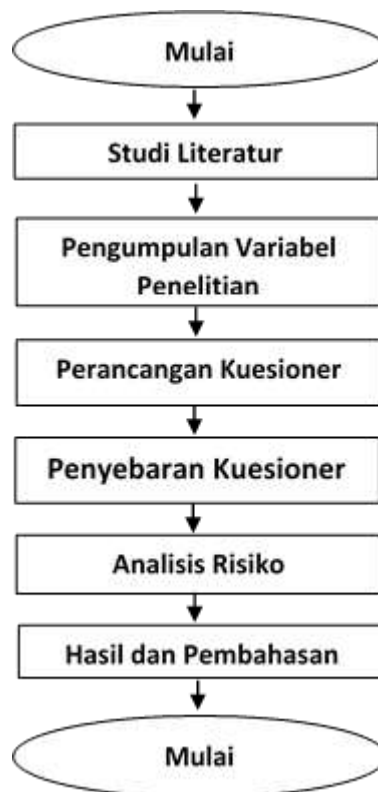 Mulai
Studi Literatur
Pengumpulan Variabel
Penelitian
Perancangan Kuesioner
Penyebaran Kuesioner
Analisis Risiko
Hasil dan Pembahasan
Mulai